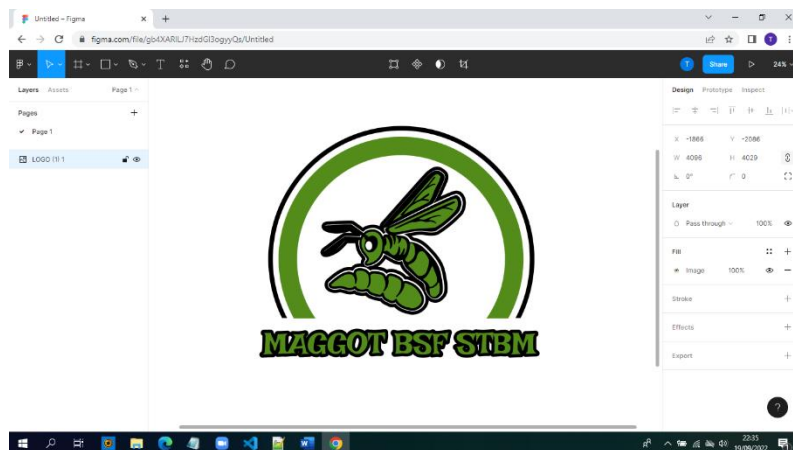 Untitled – Figma
figma.com/file/gb4XARILJ7HzdGl3ogyyQs/Untitled
T
Share
24%
Layers Assets Page 1
Pages
Page 1
LOGO (1) 1
MAGGOT BSF STBM
Design Prototype Inspect
X -1866 Y -2086
W 4096 H 4029
0° 0
Layer
Pass through 100%
Fill
Image 100%
Stroke
Effects
Export
?
22:35
19/09/2022